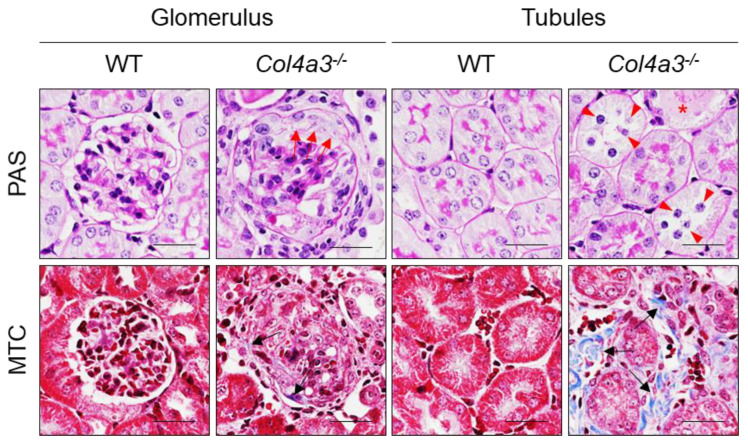 Glomerulus Tubules
WT Col4a3-/- WT Col4a3-/-
PAS
*
MTC